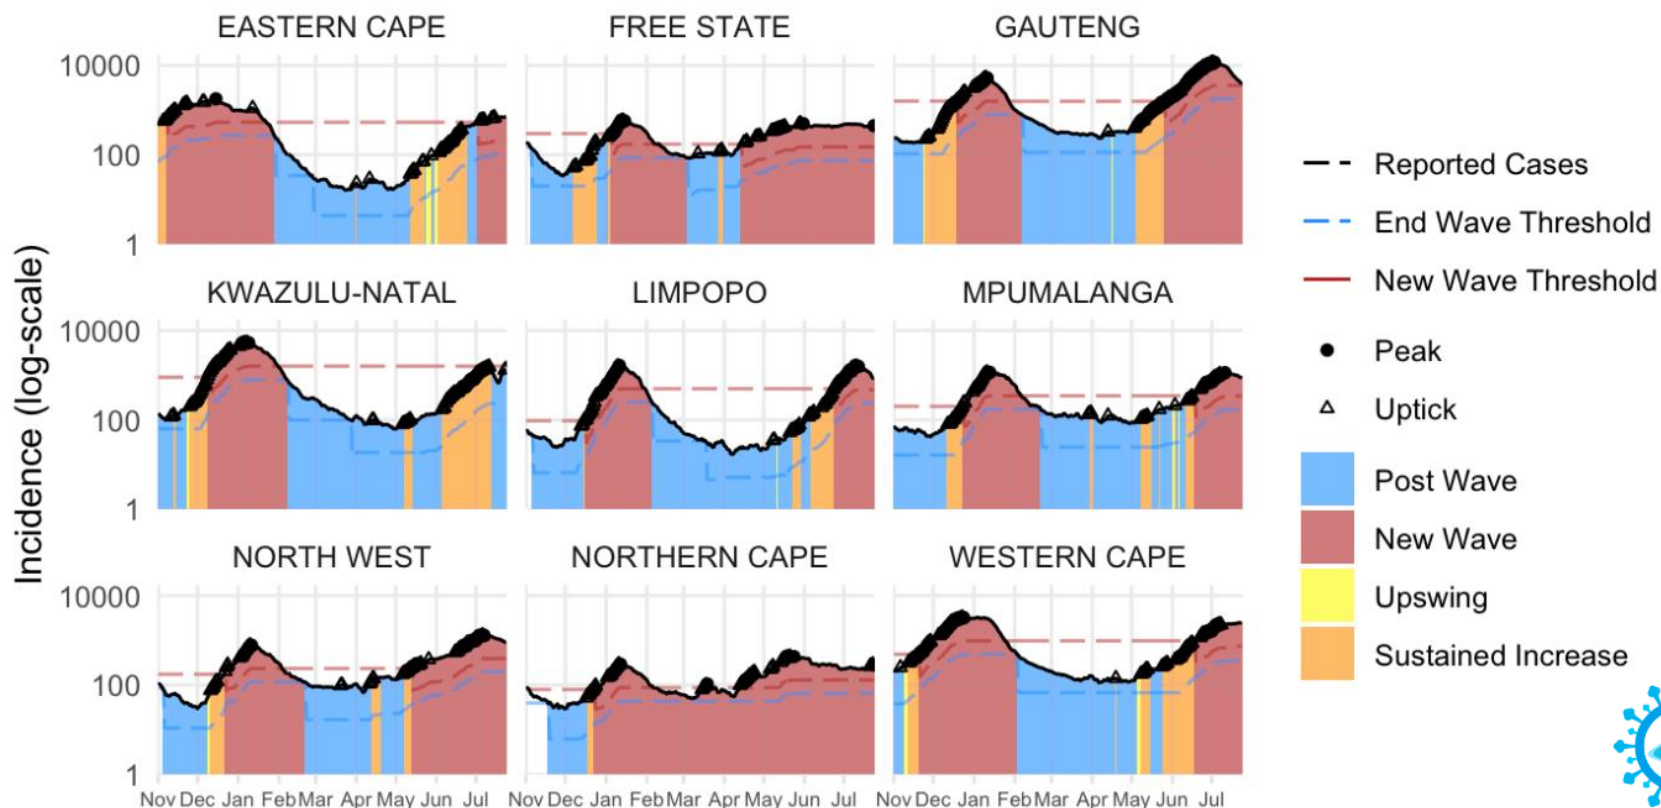 EASTERN CAPE
FREE STATE
GAUTENG
10000
100
1
KWAZULU-NATAL
LIMPOPO
MPUMALANGA
10000
100
1
NORTH WEST
NORTHERN CAPE
WESTERN CAPE
10000
100
1
Nov Dec Jan Feb Mar Apr May Jun Jul
Nov Dec Jan Feb Mar Apr May Jun Jul
Nov Dec Jan Feb Mar Apr May Jun Jul
Incidence (log-scale)
Reported Cases
End Wave Threshold
New Wave Threshold
Peak
Uptick
Post Wave
New Wave
Upswing
Sustained Increase